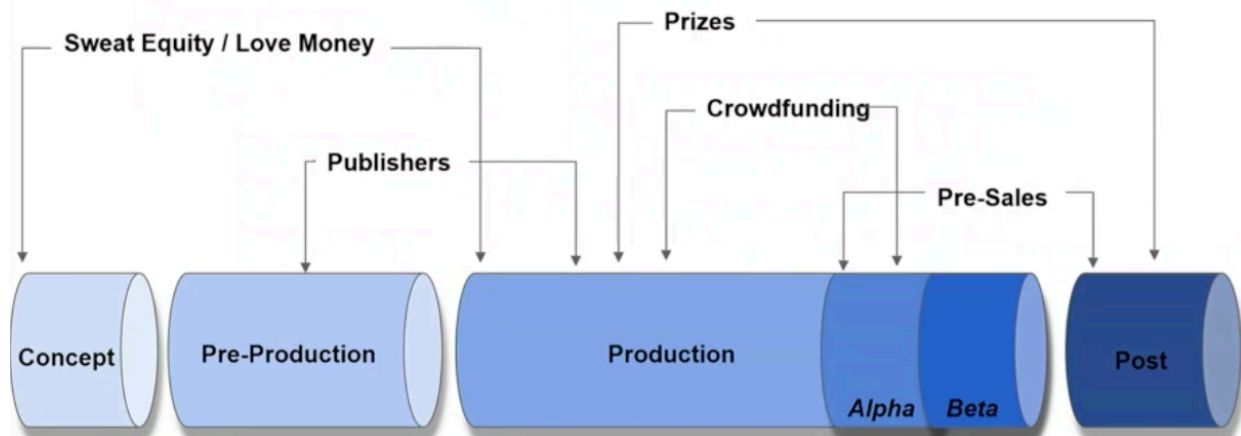 Prizes
Sweat Equity / Love Money
Crowdfunding
Publishers
Pre-Sales
Concept
Pre-Production
Production
Post
Alpha
Beta